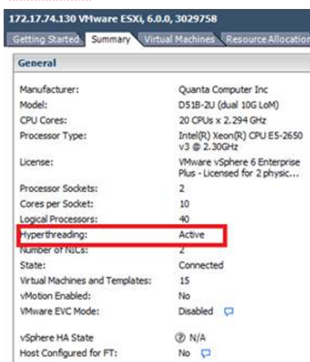 172.17.74.130 VMware ESXi, 6.0.0, 3029758
Getting Started Summary Virtual Machines Resource Allocation
General
Manufacturer: Quanta Computer Inc
Model: D51B-2U (dual 10G LoM)
CPU Cores: 20 CPUs x 2.294 GHz
Processor Type: Intel(R) Xeon(R) CPU E5-2650
v3 @ 2.30GHz
License: VMware vSphere 6 Enterprise
Plus - Licensed for 2 physic...
Processor Sockets: 2
Cores per Socket: 10
Logical Processors: 40
Hyperthreading: Active
Number of NICs: 2
State: Connected
Virtual Machines and Templates: 15
vMotion Enabled: No
VMware EVC Mode: Disabled
vSphere HA State N/A
Host Configured for FT: No